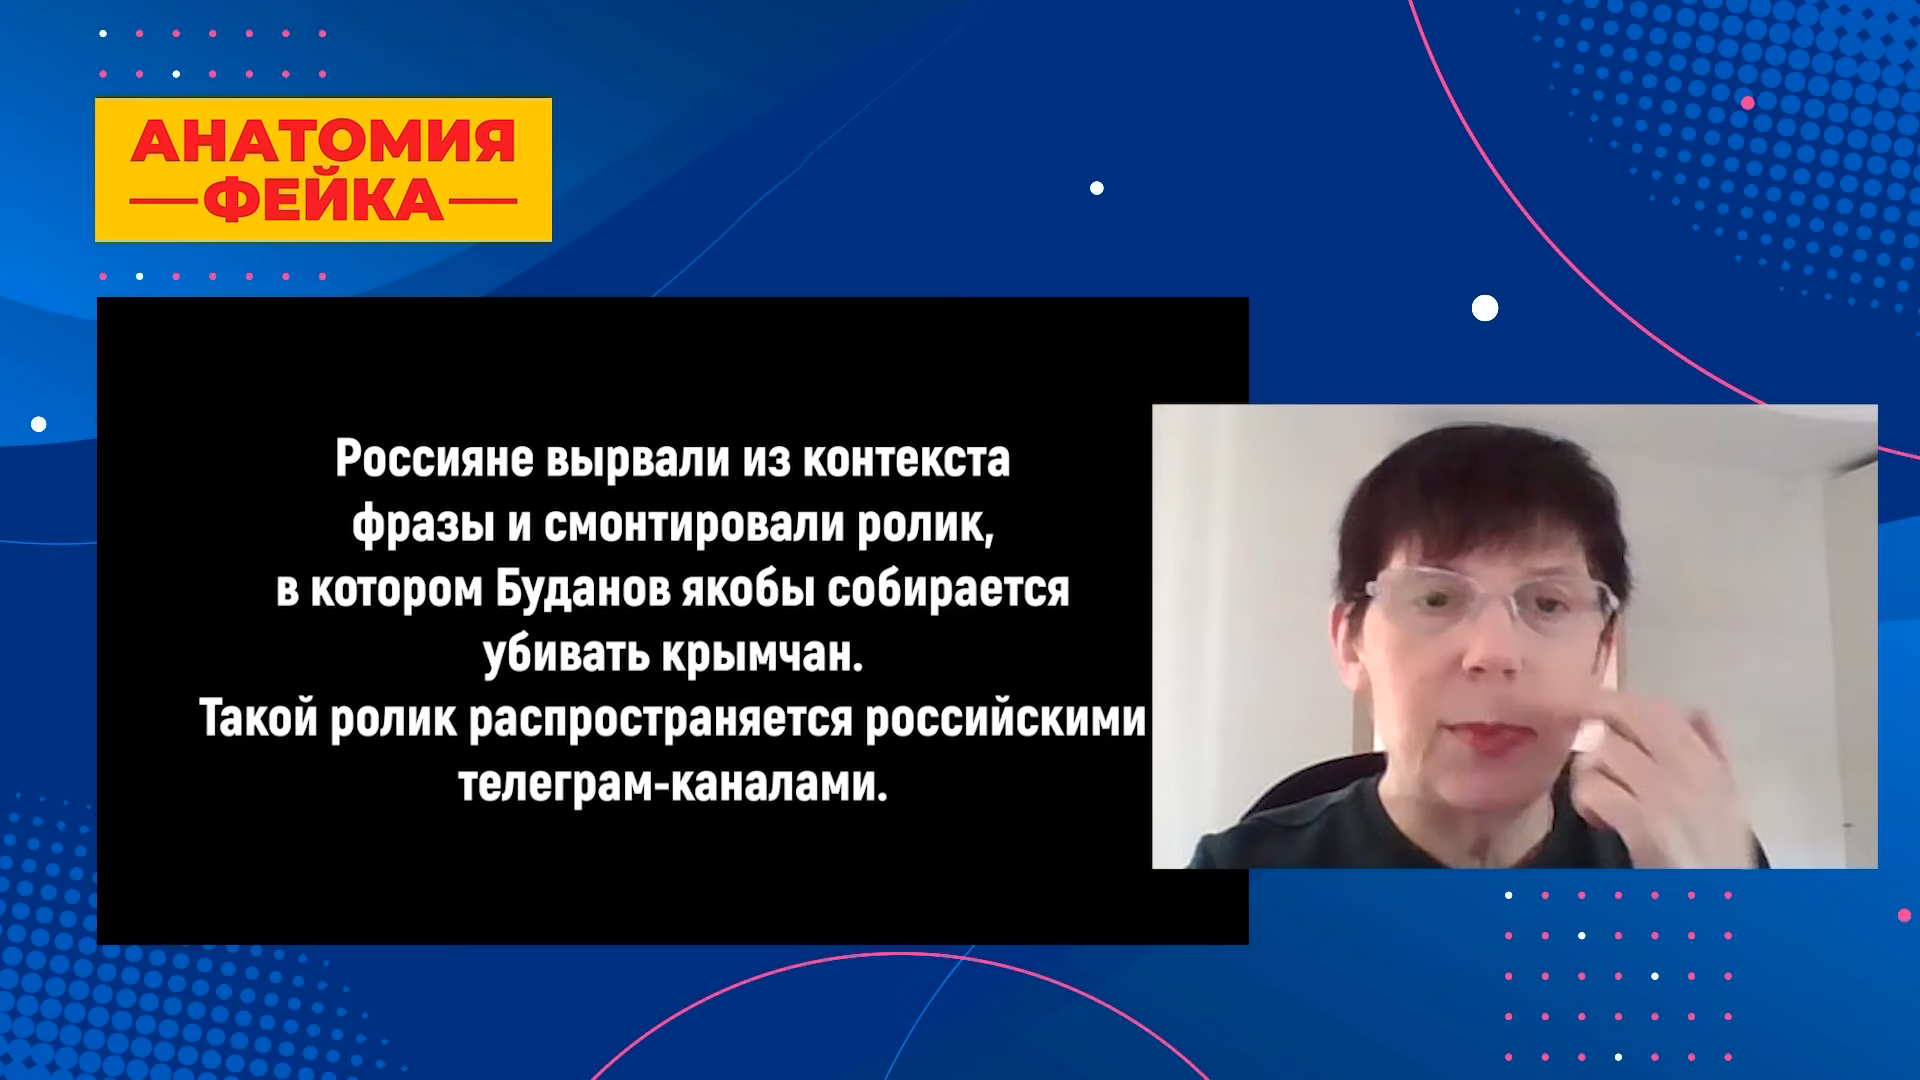 АНАТОМИЯ
ФЕЙКА
Россияне вырвали из контекста
фразы и смонтировали ролик,
в котором Буданов якобы собирается
убивать крымчан.
Такой ролик распространяется российскими
телеграм-каналами.